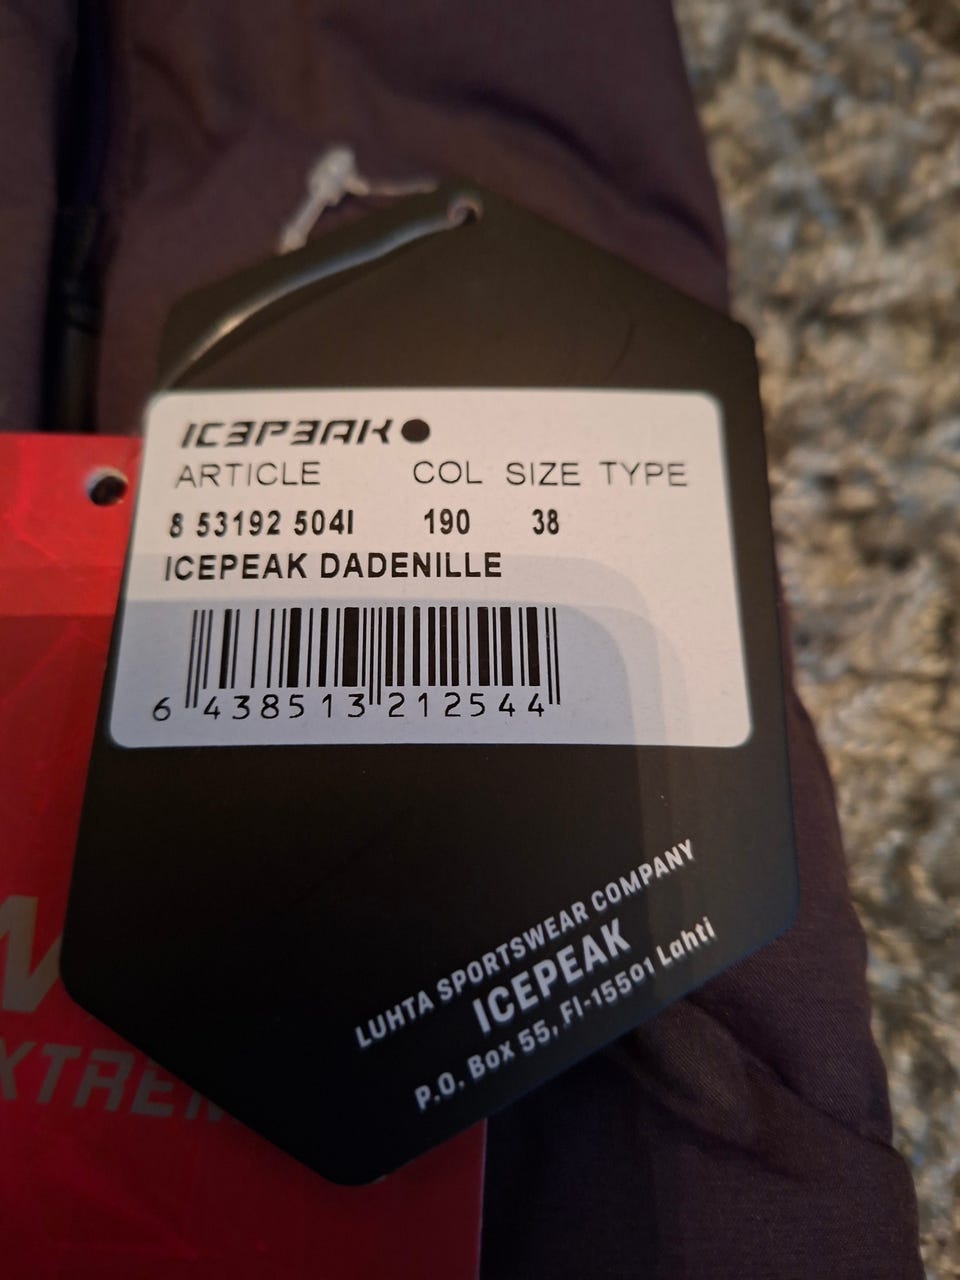 ICEPEAK
ARTICLE COL SIZE TYPE
8 53192 504I 190 38
ICEPEAK DADENILLE
6 438513 212544
LUHTA SPORTSWEAR COMPANY
ICEPEAK
P.O. Box 55, FI-15501 Lahti